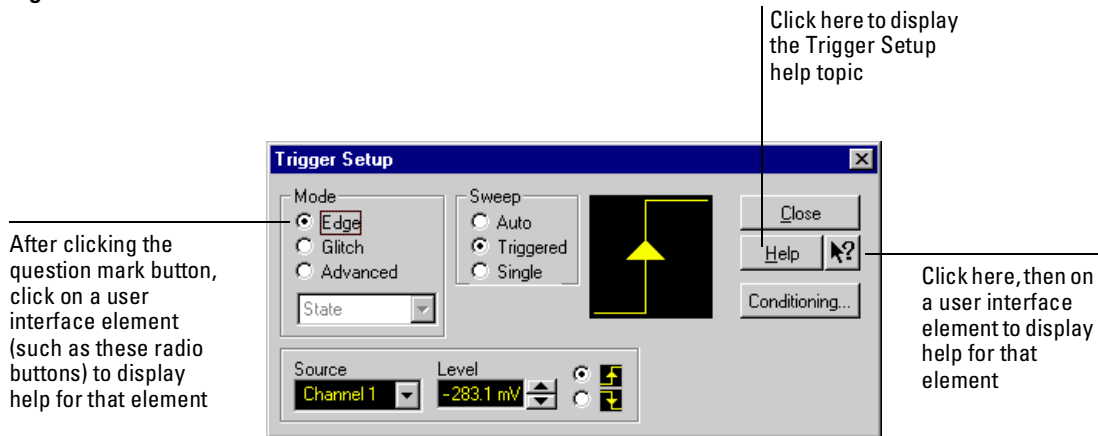 Click here to display
the Trigger Setup
help topic
Trigger Setup
Mode
Edge
Glitch
Advanced
State
Sweep
Auto
Triggered
Single
Close
Help
?
Conditioning...
Source
Channel 1
Level
-283.1 mV
After clicking the
question mark button,
click on a user
interface element
(such as these radio
buttons) to display
help for that element
Click here, then on
a user interface
element to display
help for that
element